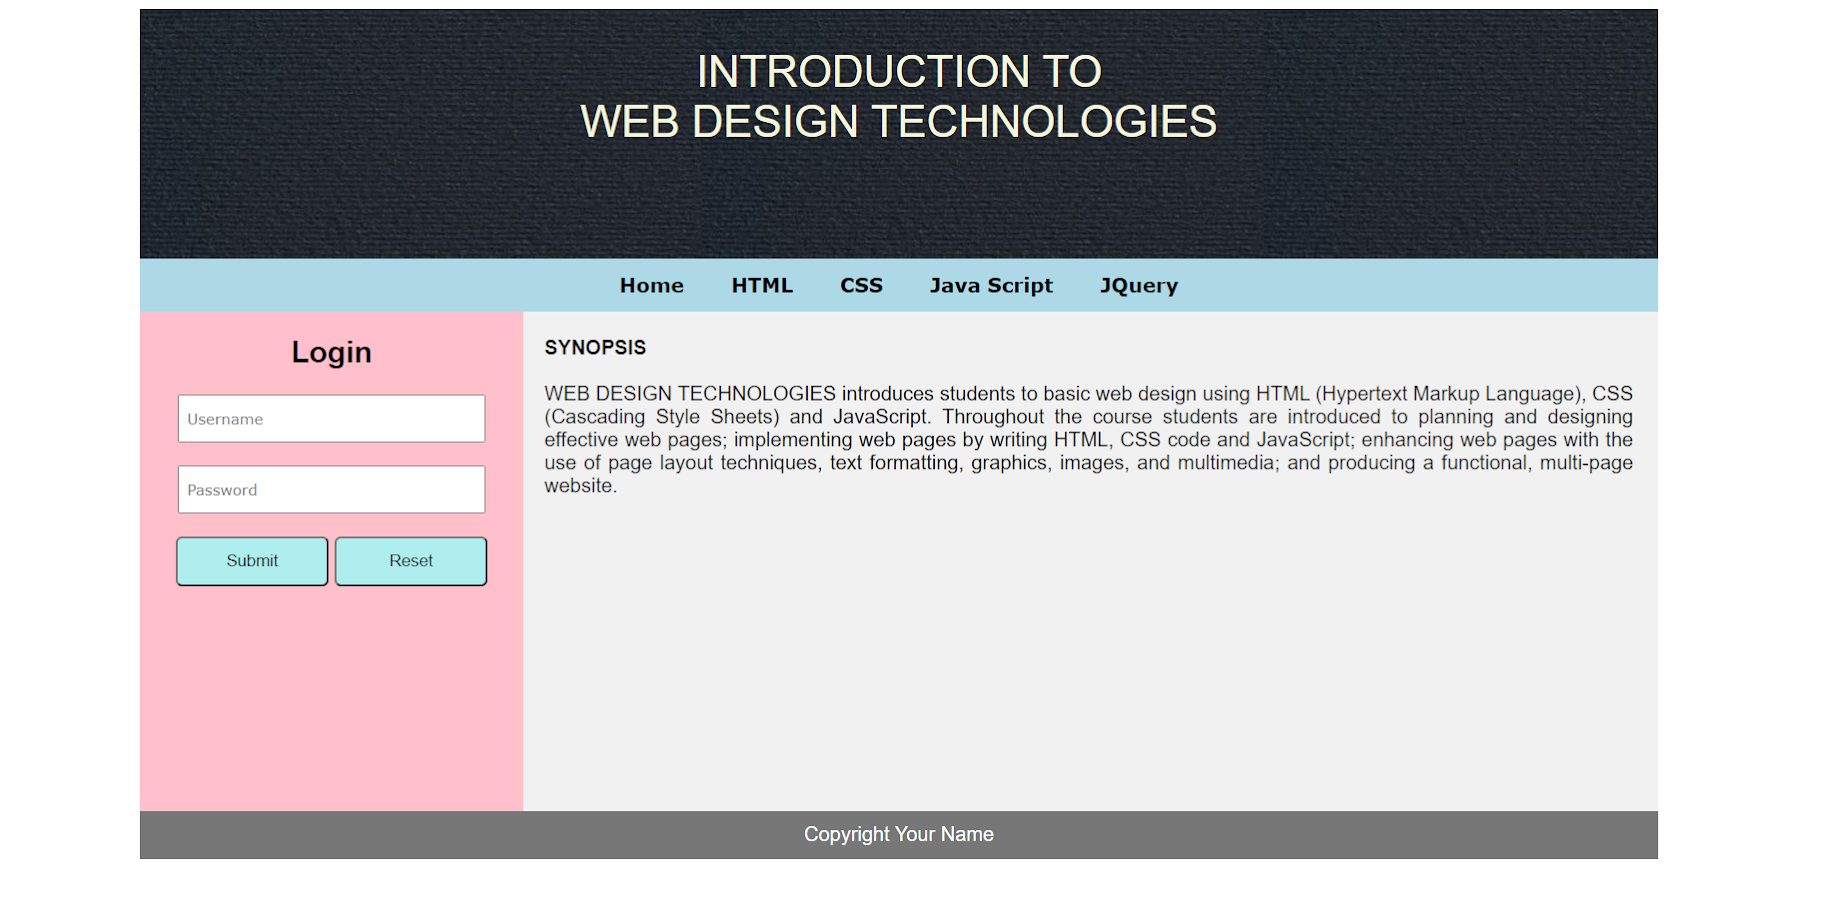 INTRODUCTION TO
WEB DESIGN TECHNOLOGIES
Home HTML CSS Java Script JQuery
Login
Username
Password
Submit Reset
SYNOPSIS
WEB DESIGN TECHNOLOGIES introduces students to basic web design using HTML (Hypertext Markup Language), CSS
(Cascading Style Sheets) and JavaScript. Throughout the course students are introduced to planning and designing
effective web pages; implementing web pages by writing HTML, CSS code and JavaScript; enhancing web pages with the
use of page layout techniques, text formatting, graphics, images, and multimedia; and producing a functional, multi-page
website.
Copyright Your Name